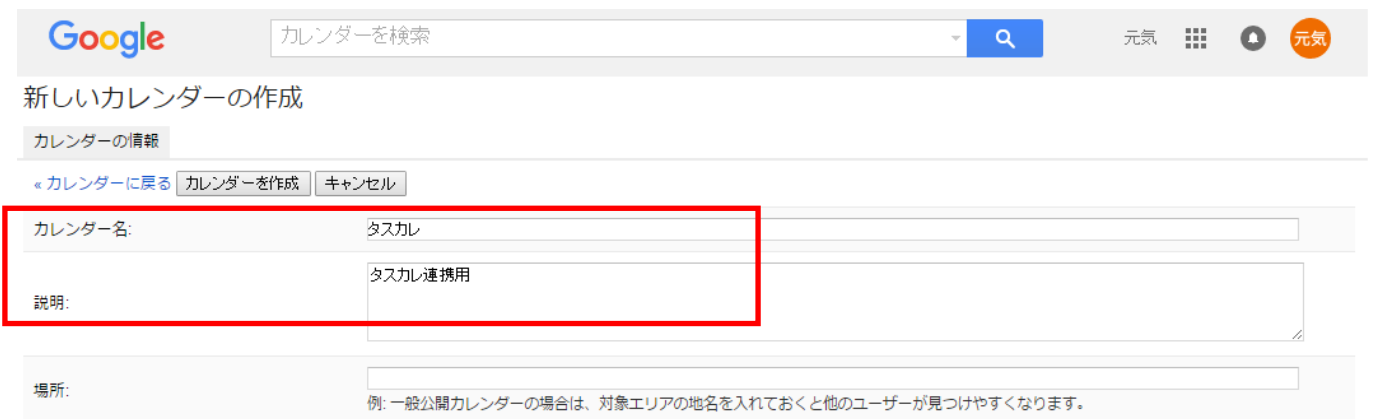 Google カレンダーを検索 元気 元気
新しいカレンダーの作成
カレンダーの情報
« カレンダーに戻る カレンダーを作成 キャンセル
カレンダー名: タスカレ
説明: タスカレ連携用
場所:
例: 一般公開カレンダーの場合は、対象エリアの地名を入れておくと他のユーザーが見つけやすくなります。